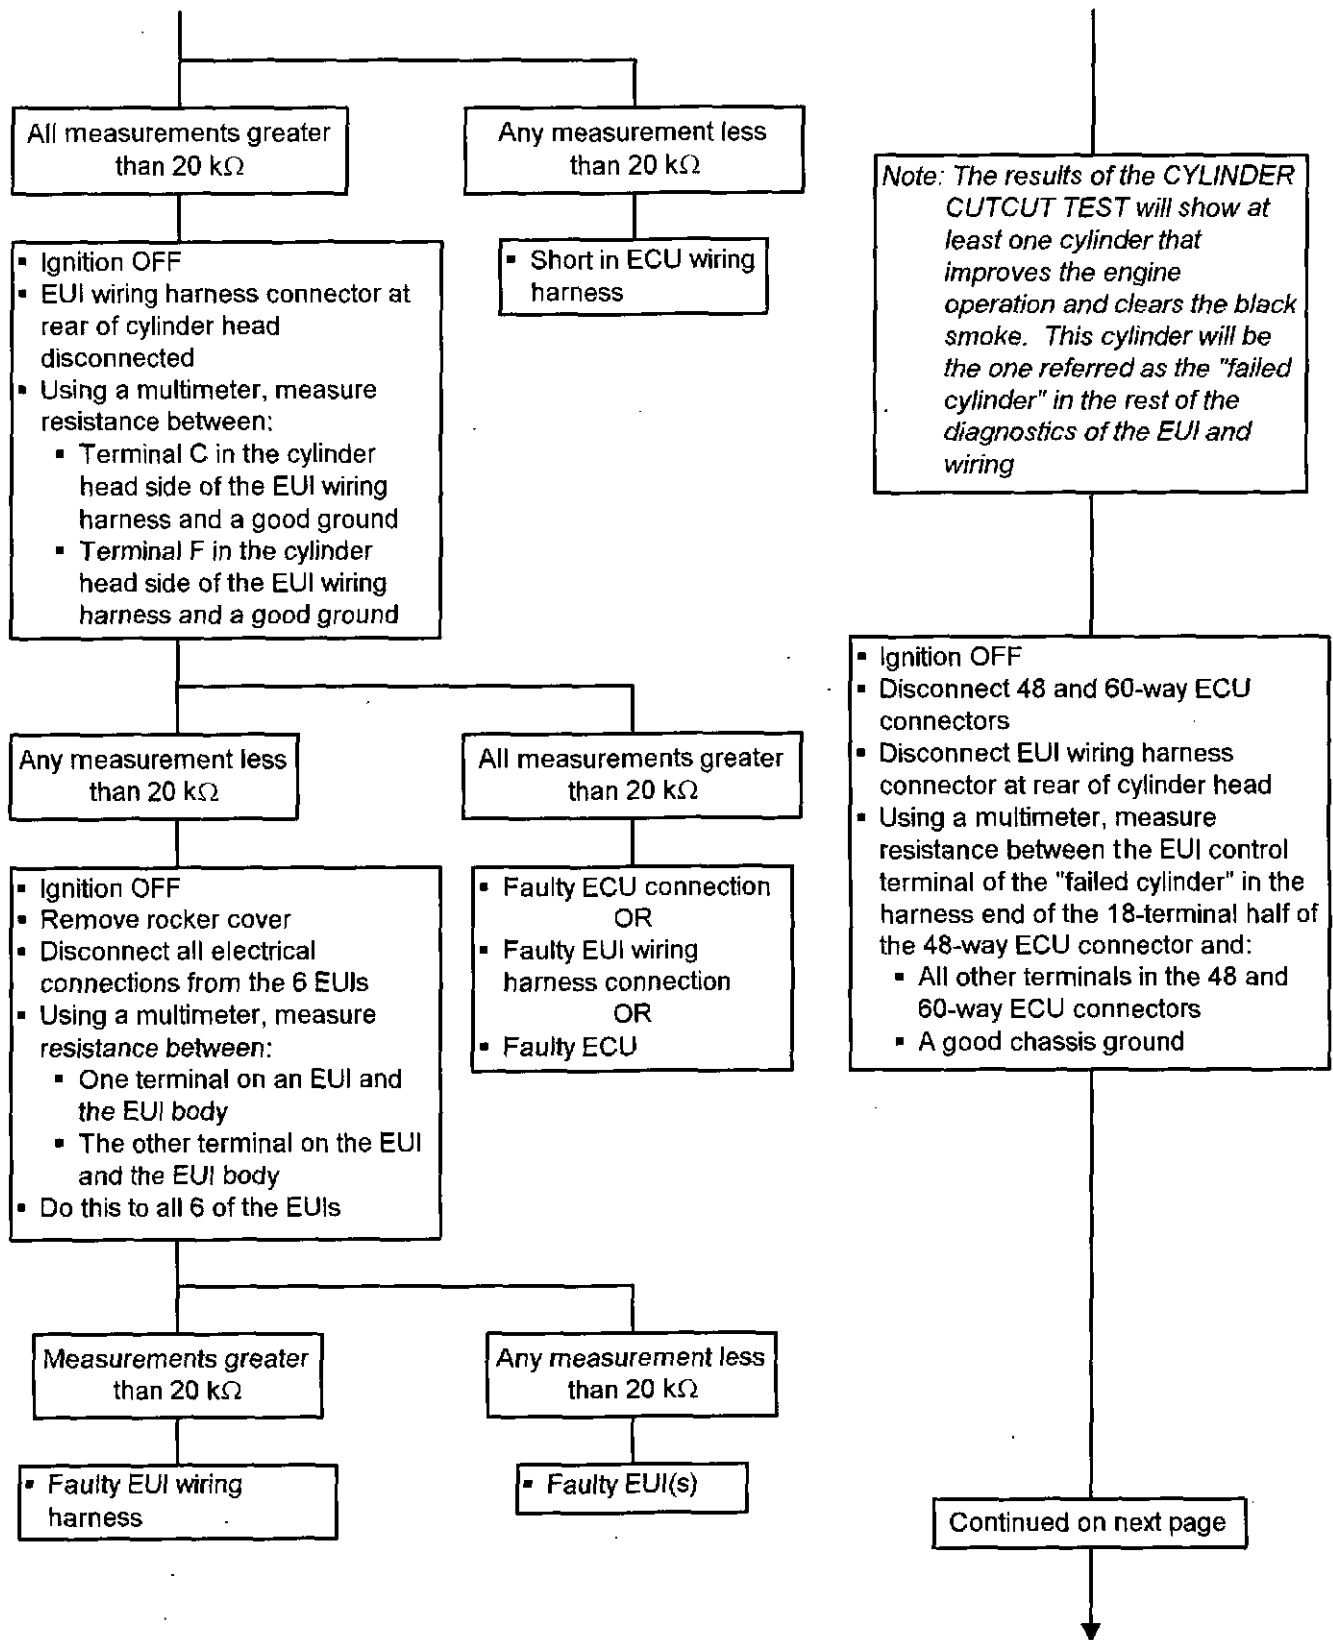 All measurements greater
than 20 kΩ
Any measurement less
than 20 kΩ
▪ Ignition OFF
▪ EUI wiring harness connector at
rear of cylinder head
disconnected
▪ Using a multimeter, measure
resistance between:
▪ Terminal C in the cylinder
head side of the EUI wiring
harness and a good ground
▪ Terminal F in the cylinder
head side of the EUI wiring
harness and a good ground
▪ Short in ECU wiring
harness
Any measurement less
than 20 kΩ
All measurements greater
than 20 kΩ
▪ Ignition OFF
▪ Remove rocker cover
▪ Disconnect all electrical
connections from the 6 EUIs
▪ Using a multimeter, measure
resistance between:
▪ One terminal on an EUI and
the EUI body
▪ The other terminal on the EUI
and the EUI body
▪ Do this to all 6 of the EUIs
▪ Faulty ECU connection
OR
▪ Faulty EUI wiring
harness connection
OR
▪ Faulty ECU
Measurements greater
than 20 kΩ
Any measurement less
than 20 kΩ
▪ Faulty EUI wiring
harness
▪ Faulty EUI(s)
Note: The results of the CYLINDER
CUTCUT TEST will show at
least one cylinder that
improves the engine
operation and clears the black
smoke. This cylinder will be
the one referred as the "failed
cylinder" in the rest of the
diagnostics of the EUI and
wiring
▪ Ignition OFF
▪ Disconnect 48 and 60-way ECU
connectors
▪ Disconnect EUI wiring harness
connector at rear of cylinder head
▪ Using a multimeter, measure
resistance between the EUI control
terminal of the "failed cylinder" in the
harness end of the 18-terminal half of
the 48-way ECU connector and:
▪ All other terminals in the 48 and
60-way ECU connectors
▪ A good chassis ground
Continued on next page